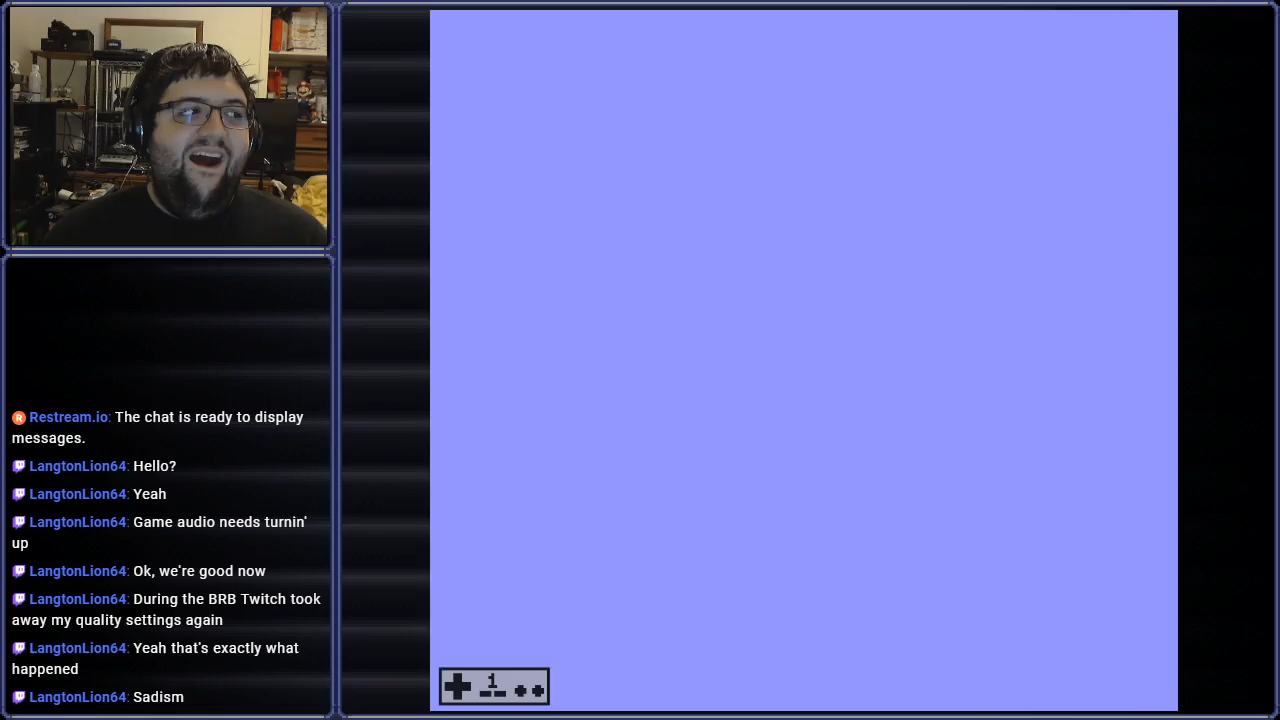 Restream.io: The chat is ready to display
messages.
LangtonLion64: Hello?
LangtonLion64: Yeah
LangtonLion64: Game audio needs turnin'
up
LangtonLion64: Ok, we're good now
LangtonLion64: During the BRB Twitch took
away my quality settings again
LangtonLion64: Yeah that's exactly what
happened
LangtonLion64: Sadism
1